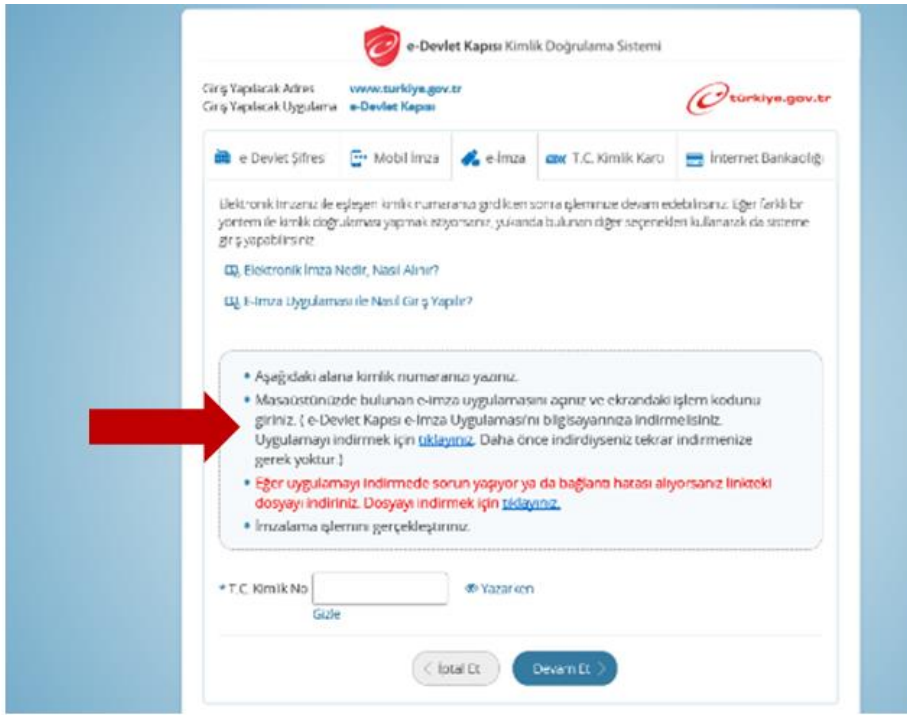 e-Devlet Kapısı Kimlik Doğrulama Sistemi
Giriş Yapılacak Adres www.turkiye.gov.tr
Giriş Yapılacak Uygulama e-Devlet Kapısı
türkiye.gov.tr
e-Devlet Şifresi Mobil İmza e-İmza T.C. Kimlik Kartı İnternet Bankacılığı
Elektronik İmzanız ile eşleşen kimlik numaranızı girdikten sonra işleminize devam edebilirsiniz. Eğer farklı bir
yöntem ile kimlik doğrulaması yapmak istiyorsanız, yukarıda bulunan diğer seçenekleri kullanarak da sisteme
giriş yapabilirsiniz.
Elektronik İmza Nedir, Nasıl Alınır?
E-İmza Uygulaması ile Nasıl Giriş Yapılır?
• Aşağıdaki alana kimlik numaranızı yazınız.
• Masaüstünüzde bulunan e-imza uygulamasını açınız ve ekrandaki işlem kodunu
giriniz. ( e-Devlet Kapısı e-İmza Uygulaması'nı bilgisayarınıza indirmelisiniz.
Uygulamayı indirmek için tıklayınız. Daha önce indirdiyseniz tekrar indirmenize
gerek yoktur.)
• Eğer uygulamayı indirmede sorun yaşıyor ya da bağlantı hatası alıyorsanız linkteki
dosyayı indiriniz. Dosyayı indirmek için tıklayınız.
• İmzalama işlemini gerçekleştiriniz.
* T.C. Kimlik No Yazarken
Gizle
< İptal Et Devam Et >